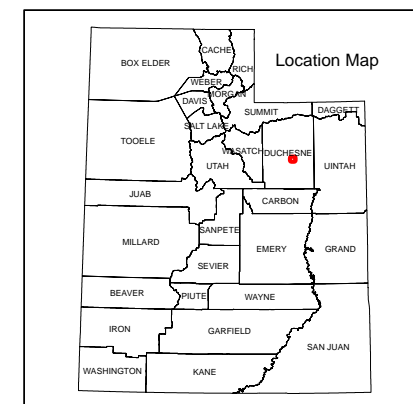 Location Map
CACHE
BOX ELDER
RICH
WEBER
MORGAN
DAVIS
SUMMIT
DAGGETT
SALT LAKE
TOOELE
WASATCH
DUCHESNE
UTAH
UINTAH
JUAB
CARBON
SANPETE
MILLARD
EMERY
GRAND
SEVIER
BEAVER
PIUTE
WAYNE
IRON
GARFIELD
SAN JUAN
WASHINGTON
KANE